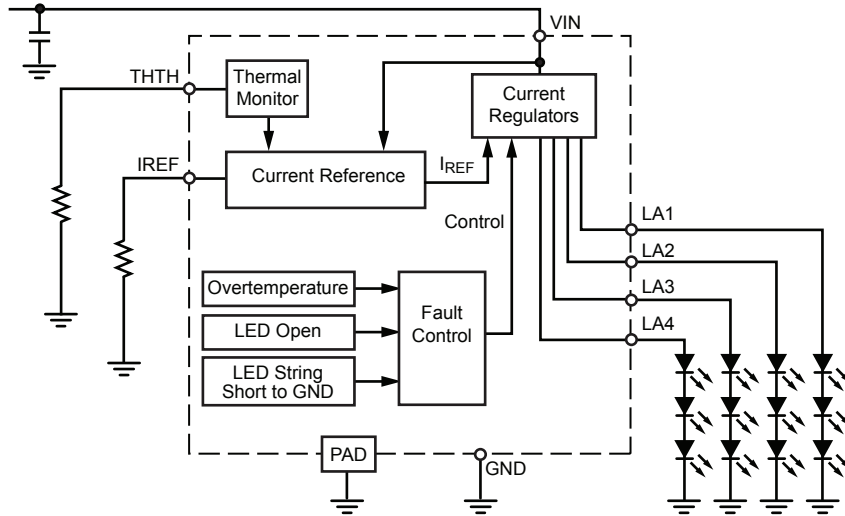 VIN
THTH
Thermal
Monitor
Current
Regulators
IREF
Current Reference
IREF
Control
LA1
LA2
LA3
LA4
Overtemperature
LED Open
LED String
Short to GND
Fault
Control
PAD
GND